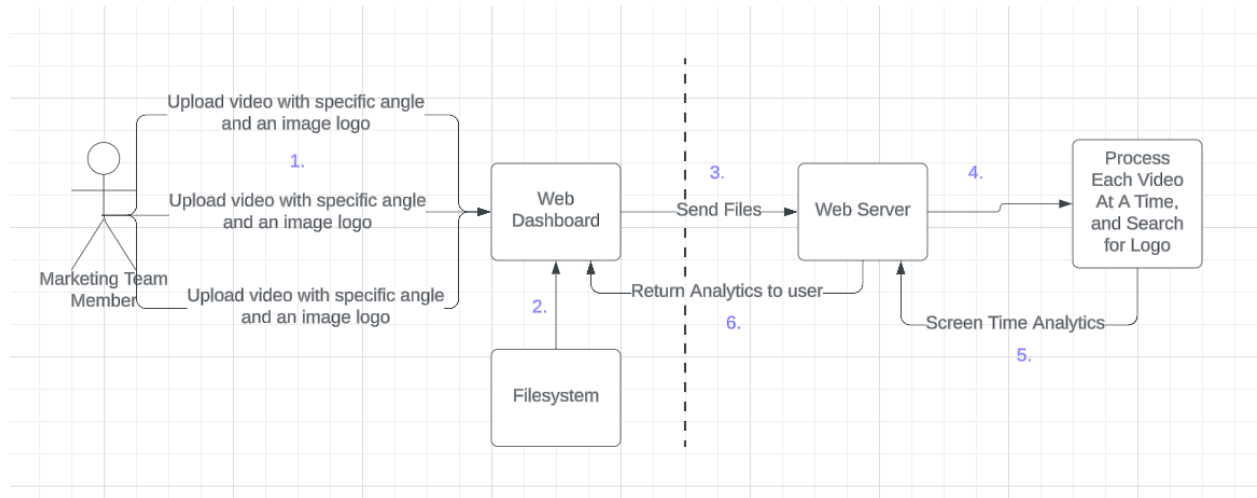 Upload video with specific angle
and an image logo
1.
Upload video with specific angle
and an image logo
Marketing Team
Member
Upload video with specific angle
and an image logo
Web
Dashboard
2.
Filesystem
3.
Send Files
Web Server
4.
Process
Each Video
At A Time,
and Search
for Logo
Screen Time Analytics
5.
Return Analytics to user
6.